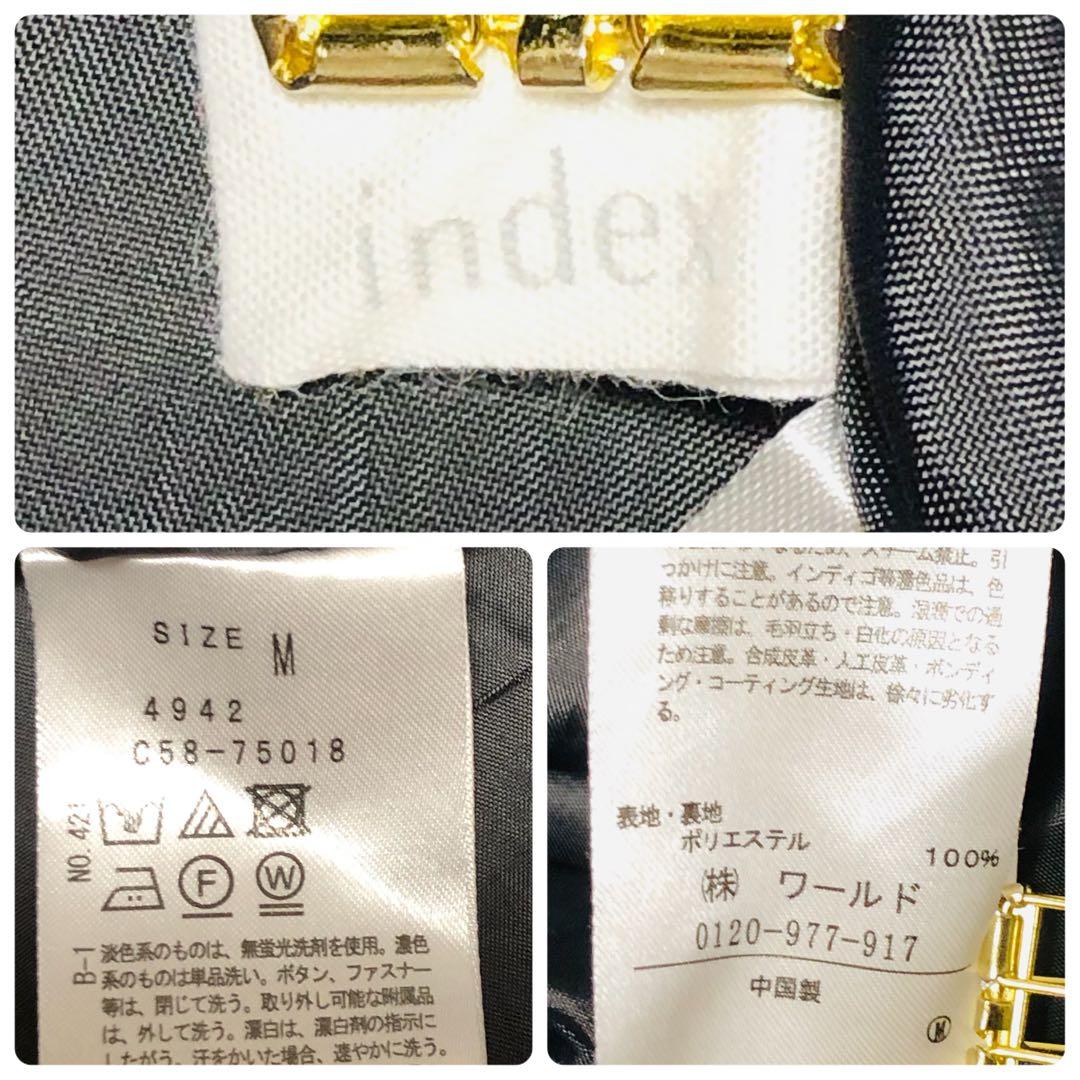 index
SIZE M
4942
C58-75018
NO.421
B-1
淡色系のものは、無蛍光洗剤を使用。濃色
系のものは単品洗い。ボタン、ファスナー
等は、閉じて洗う。取り外し可能な附属品
は、外して洗う。漂白は、漂白剤の指示に
したがう。汗をかいた場合、速やかに洗う。
ため、スチーム禁止。引
っかけに注意。インディゴ等濃色品は、色
移りすることがあるので注意。湿潤での過
剰な摩擦は、毛羽立ち・白化の原因となる
ため注意。合成皮革・人工皮革・ボンディ
ング・コーティング生地は、徐々に劣化す
る。
表地・裏地
ポリエステル 100%
㈱ ワールド
0120-977-917
中国製
Ⓜ
F
W